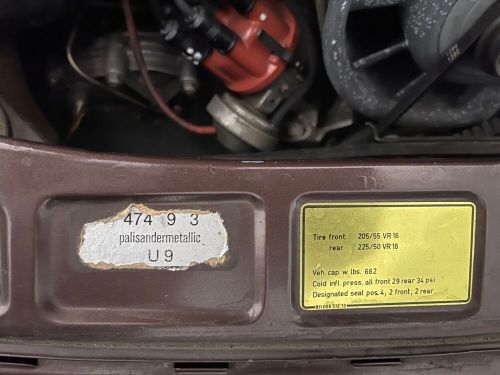 474 9 3
palisandermetallic
U9
Tire front 205/55 VR 16
rear 225/50 VR 16
Veh. cap. w. lbs. 662
Cold infl. press. all front 29 rear 34 psi
Designated seat pos. 4, 2 front, 2 rear